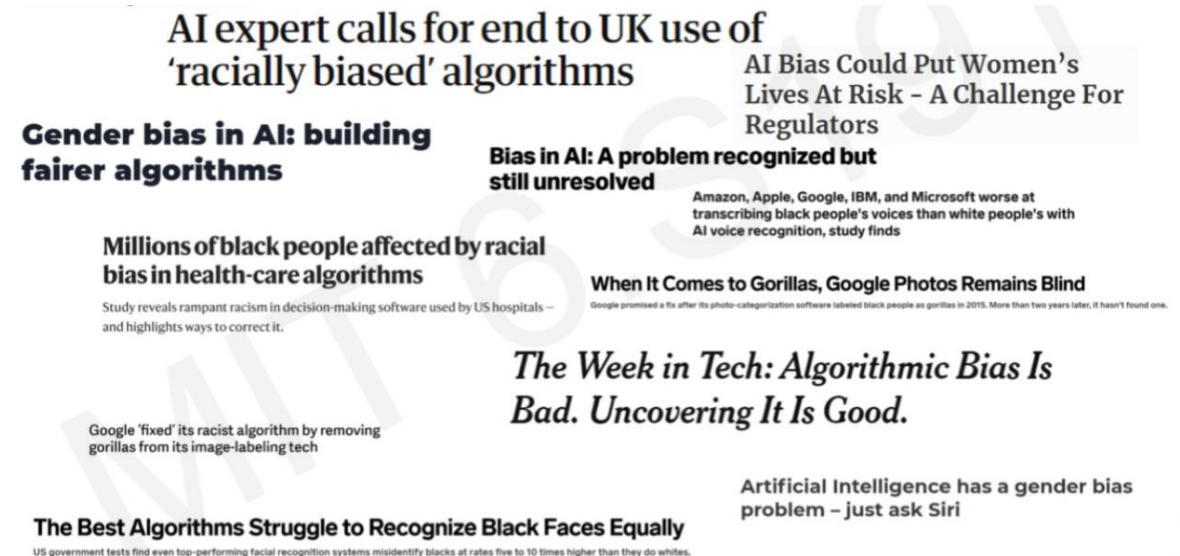 AI expert calls for end to UK use of
‘racially biased’ algorithms
AI Bias Could Put Women’s
Lives At Risk - A Challenge For
Regulators
Gender bias in AI: building
fairer algorithms
Bias in AI: A problem recognized but
still unresolved
Amazon, Apple, Google, IBM, and Microsoft worse at
transcribing black people's voices than white people's with
AI voice recognition, study finds
Millions of black people affected by racial
bias in health-care algorithms
Study reveals rampant racism in decision-making software used by US hospitals –
and highlights ways to correct it.
When It Comes to Gorillas, Google Photos Remains Blind
Google promised a fix after its photo-categorization software labeled black people as gorillas in 2015. More than two years later, it hasn't found one.
The Week in Tech: Algorithmic Bias Is
Bad. Uncovering It Is Good.
Google ‘fixed’ its racist algorithm by removing
gorillas from its image-labeling tech
Artificial Intelligence has a gender bias
problem – just ask Siri
The Best Algorithms Struggle to Recognize Black Faces Equally
US government tests find even top-performing facial recognition systems misidentify blacks at rates five to 10 times higher than they do whites.
MIT 6.S191